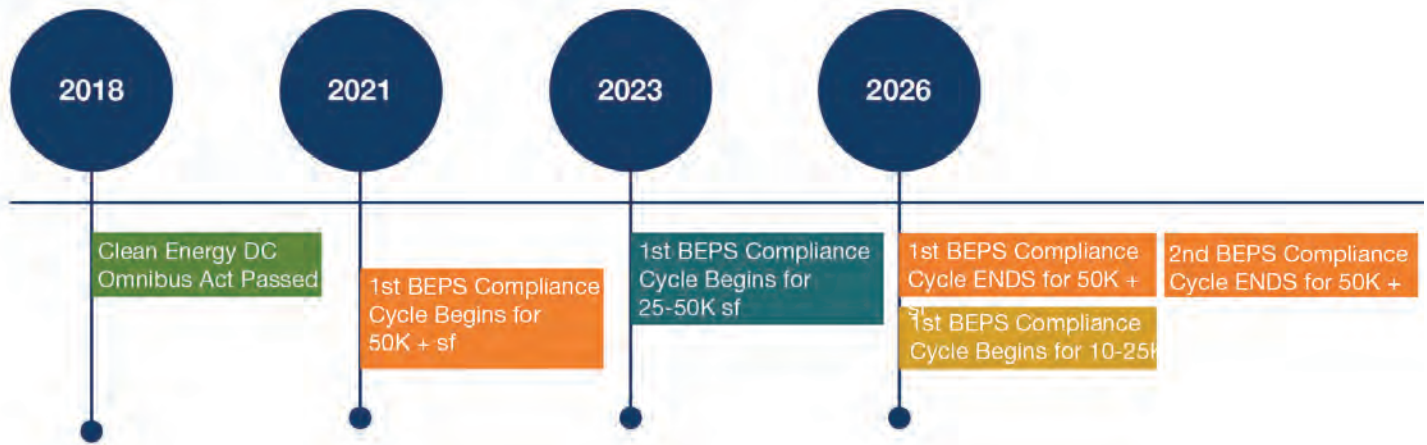 2018
2021
2023
2026
Clean Energy DC
Omnibus Act Passed
1st BEPS Compliance
Cycle Begins for
50K + sf
1st BEPS Compliance
Cycle Begins for
25-50K sf
1st BEPS Compliance
Cycle ENDS for 50K +
sf
1st BEPS Compliance
Cycle Begins for 10-25K
2nd BEPS Compliance
Cycle ENDS for 50K +